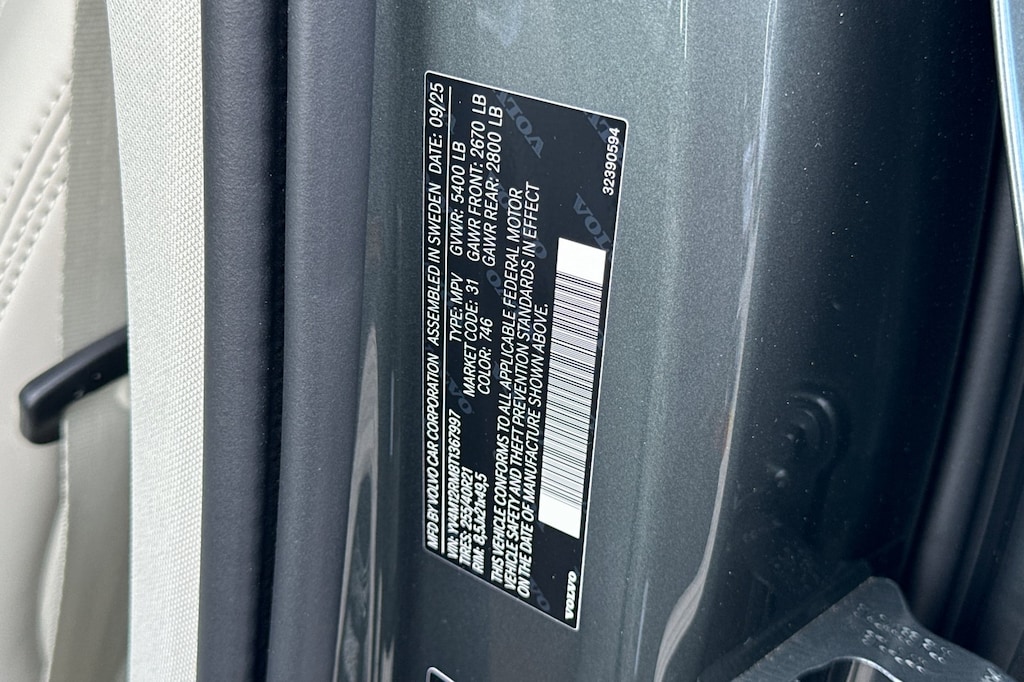 MFD BY VOLVO CAR CORPORATION ASSEMBLED IN SWEDEN DATE: 09/25
VIN: YV4M12RM8T1367997 TYPE: MPV GVWR: 5400 LB
TIRES: 255/40R21 MARKET CODE: 31 GAWR FRONT: 2670 LB
RIM: 8,5Jx21x49,5 COLOR: 746 GAWR REAR: 2800 LB
THIS VEHICLE CONFORMS TO ALL APPLICABLE FEDERAL MOTOR
VEHICLE SAFETY AND THEFT PREVENTION STANDARDS IN EFFECT
ON THE DATE OF MANUFACTURE SHOWN ABOVE.
VOLVO 32390594